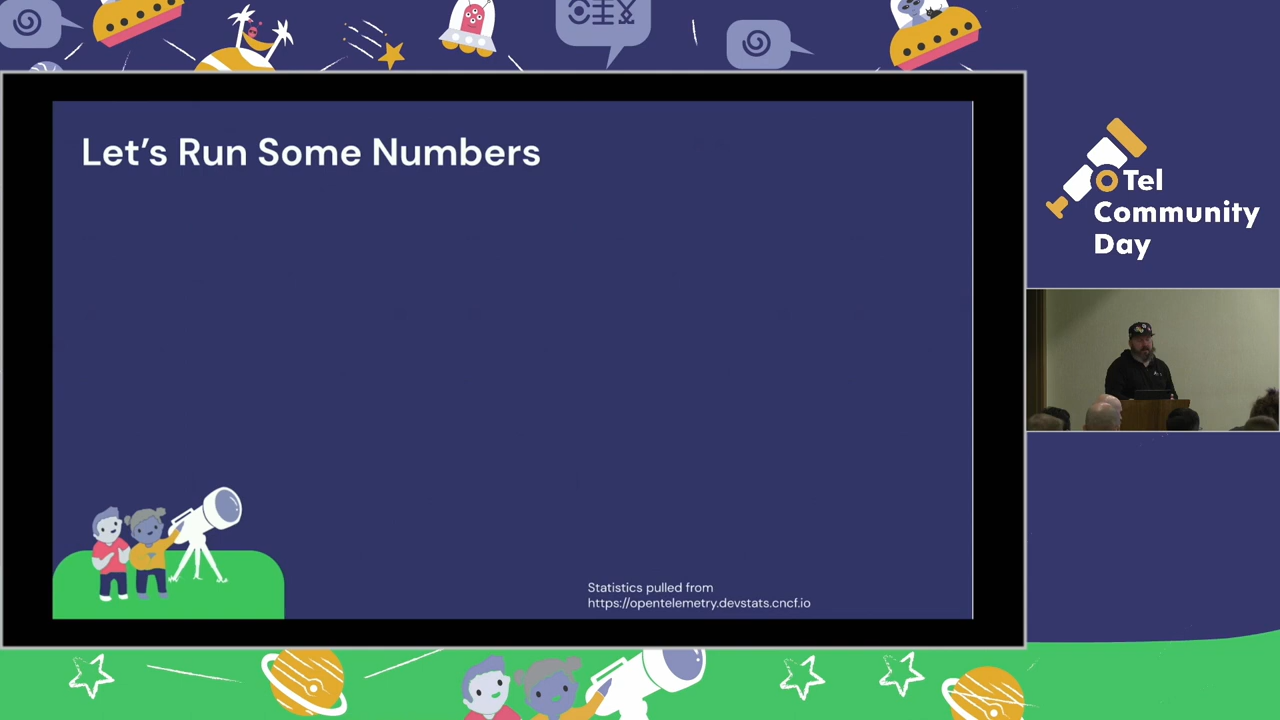 Let's Run Some Numbers
Statistics pulled from
https://opentelemetry.devstats.cncf.io
OTel
Community
Day